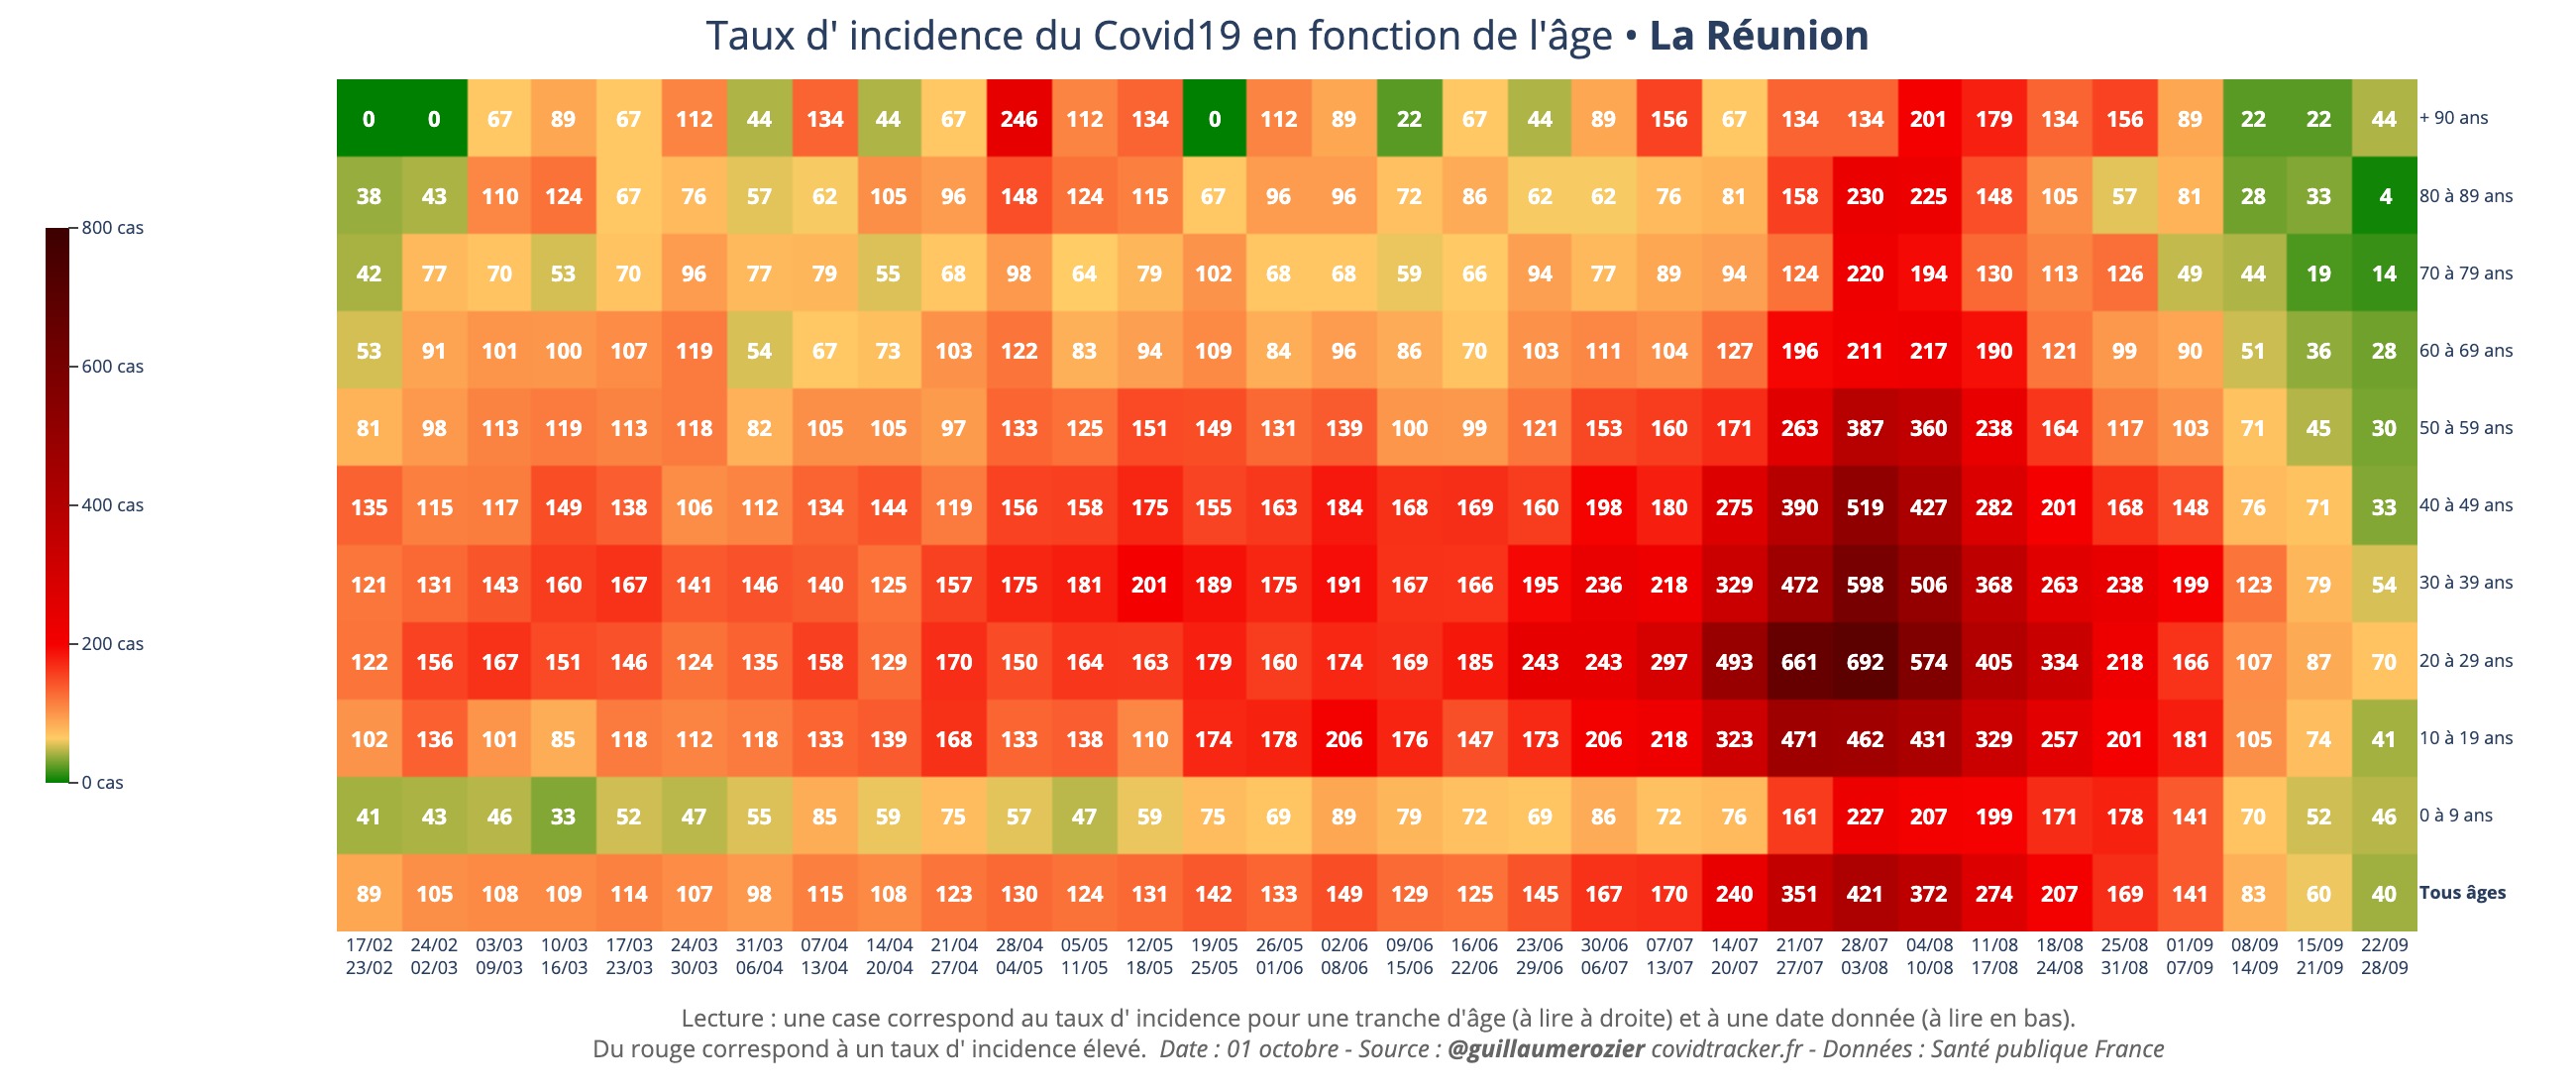 Taux d' incidence du Covid19 en fonction de l'âge • La Réunion
0 0 67 89 67 112 44 134 44 67 246 112 134 0 112 89 22 67 44 89 156 67 134 134 201 179 134 156 89 22 22 44 + 90 ans
38 43 110 124 67 76 57 62 105 96 148 124 115 67 96 96 72 86 62 62 76 81 158 230 225 148 105 57 81 28 33 4 80 à 89 ans
800 cas
42 77 70 53 70 96 77 79 55 68 98 64 79 102 68 68 59 66 94 77 89 94 124 220 194 130 113 126 49 44 19 14 70 à 79 ans
53 91 101 100 107 119 54 67 73 103 122 83 94 109 84 96 86 70 103 111 104 127 196 211 217 190 121 99 90 51 36 28 60 à 69 ans
600 cas
81 98 113 119 113 118 82 105 105 97 133 125 151 149 131 139 100 99 121 153 160 171 263 387 360 238 164 117 103 71 45 30 50 à 59 ans
400 cas
135 115 117 149 138 106 112 134 144 119 156 158 175 155 163 184 168 169 160 198 180 275 390 519 427 282 201 168 148 76 71 33 40 à 49 ans
121 131 143 160 167 141 146 140 125 157 175 181 201 189 175 191 167 166 195 236 218 329 472 598 506 368 263 238 199 123 79 54 30 à 39 ans
200 cas
122 156 167 151 146 124 135 158 129 170 150 164 163 179 160 174 169 185 243 243 297 493 661 692 574 405 334 218 166 107 87 70 20 à 29 ans
102 136 101 85 118 112 118 133 139 168 133 138 110 174 178 206 176 147 173 206 218 323 471 462 431 329 257 201 181 105 74 41 10 à 19 ans
0 cas
41 43 46 33 52 47 55 85 59 75 57 47 59 75 69 89 79 72 69 86 72 76 161 227 207 199 171 178 141 70 52 46 0 à 9 ans
89 105 108 109 114 107 98 115 108 123 130 124 131 142 133 149 129 125 145 167 170 240 351 421 372 274 207 169 141 83 60 40 Tous âges
17/02 24/02 03/03 10/03 17/03 24/03 31/03 07/04 14/04 21/04 28/04 05/05 12/05 19/05 26/05 02/06 09/06 16/06 23/06 30/06 07/07 14/07 21/07 28/07 04/08 11/08 18/08 25/08 01/09 08/09 15/09 22/09
23/02 02/03 09/03 16/03 23/03 30/03 06/04 13/04 20/04 27/04 04/05 11/05 18/05 25/05 01/06 08/06 15/06 22/06 29/06 06/07 13/07 20/07 27/07 03/08 10/08 17/08 24/08 31/08 07/09 14/09 21/09 28/09
Lecture : une case correspond au taux d' incidence pour une tranche d'âge (à lire à droite) et à une date donnée (à lire en bas).
Du rouge correspond à un taux d' incidence élevé. Date : 01 octobre - Source : @guillaumerozier covidtracker.fr - Données : Santé publique France